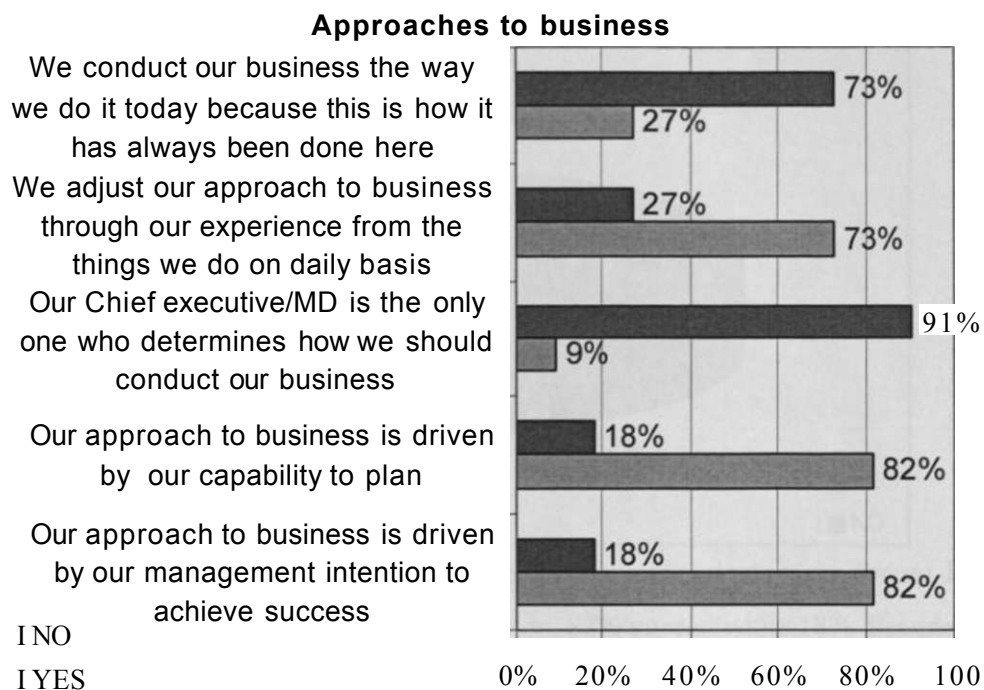 Approaches to business
We conduct our business the way
we do it today because this is how it
has always been done here
73%
27%
We adjust our approach to business
through our experience from the
things we do on daily basis
27%
73%
Our Chief executive/MD is the only
one who determines how we should
conduct our business
91%
9%
Our approach to business is driven
by our capability to plan
18%
82%
Our approach to business is driven
by our management intention to
achieve success
18%
82%
I NO
I YES
0% 20% 40% 60% 80% 100